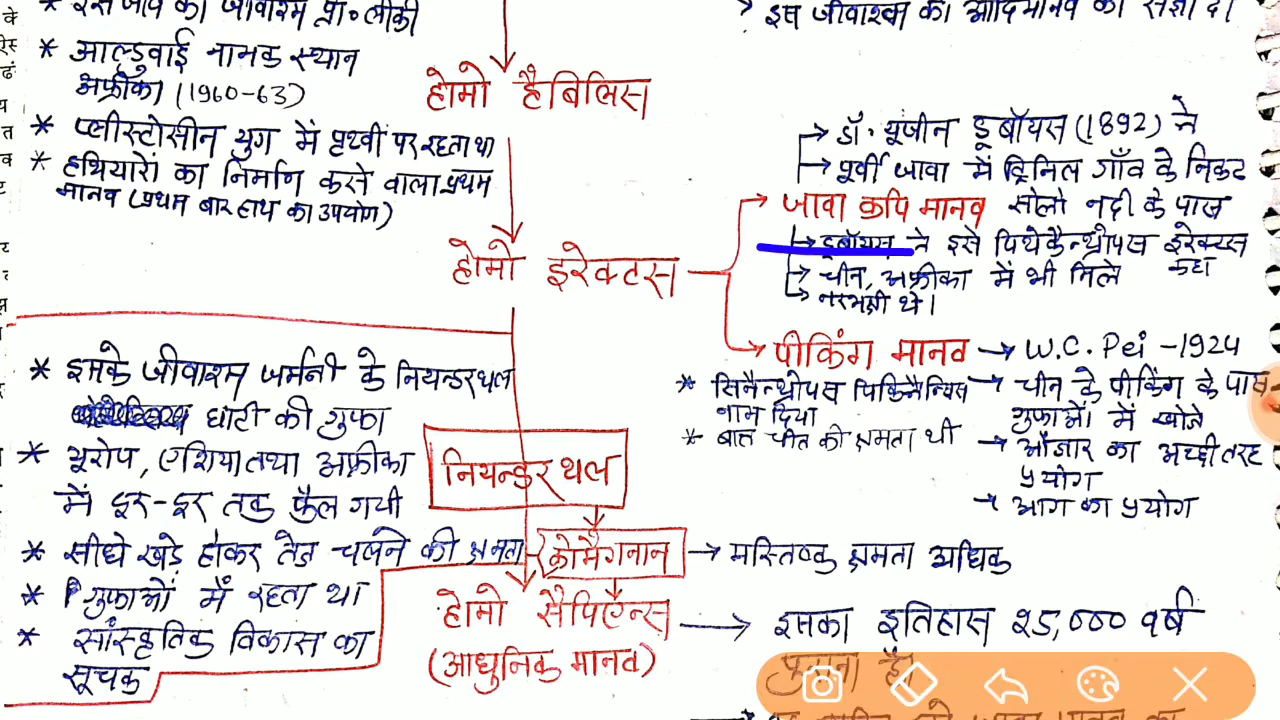 इस जीवाश्म को आदिमानव की संज्ञा दी
* आल्डुवाई नामक स्थान
अफ्रीका (1960-63)
* प्लीस्टोसीन युग में पृथ्वी पर रहता था
* हथियारों का निर्माण करने वाला प्रथम
मानव (प्रथम बार हाथ का उपयोग)
होमो हैबिलिस
होमो इरेक्टस
→ डॉ. यूजीन डूबॉयस (1892) ने
→ पूर्वी जावा में ट्रिनिल गाँव के निकट
→ जावा कपि मानव सोलो नदी के पास
→ डूबॉयस ने इसे पिथेकैन्थ्रोपस इरेक्टस
कहा
→ चीन, अफ्रीका में भी मिले
→ नरभक्षी थे।
→ पीकिंग मानव → W.C. Pei - 1924
* सिनैन्थ्रोपस पिकिनैन्सिस
नाम दिया
* बात चीत की क्षमता थी
→ चीन के पीकिंग के पास
गुफाओं में खोजे
→ औजार का अच्छी तरह
प्रयोग
→ आग का प्रयोग
* इसके जीवाश्म जर्मनी के नियन्डरथल
घाटी की गुफा
* यूरोप, एशिया तथा अफ्रीका
में दूर-दूर तक फैल गयी
* सीधे खड़े होकर तेज चलने की क्षमता
* गुफाओं में रहता था
* सांस्कृतिक विकास का
सूचक
नियन्डरथल
क्रोमैगनान → मस्तिष्क क्षमता अधिक
होमो सैपिएन्स → इसका इतिहास 25,000 वर्ष
(आधुनिक मानव)
पुराना है।